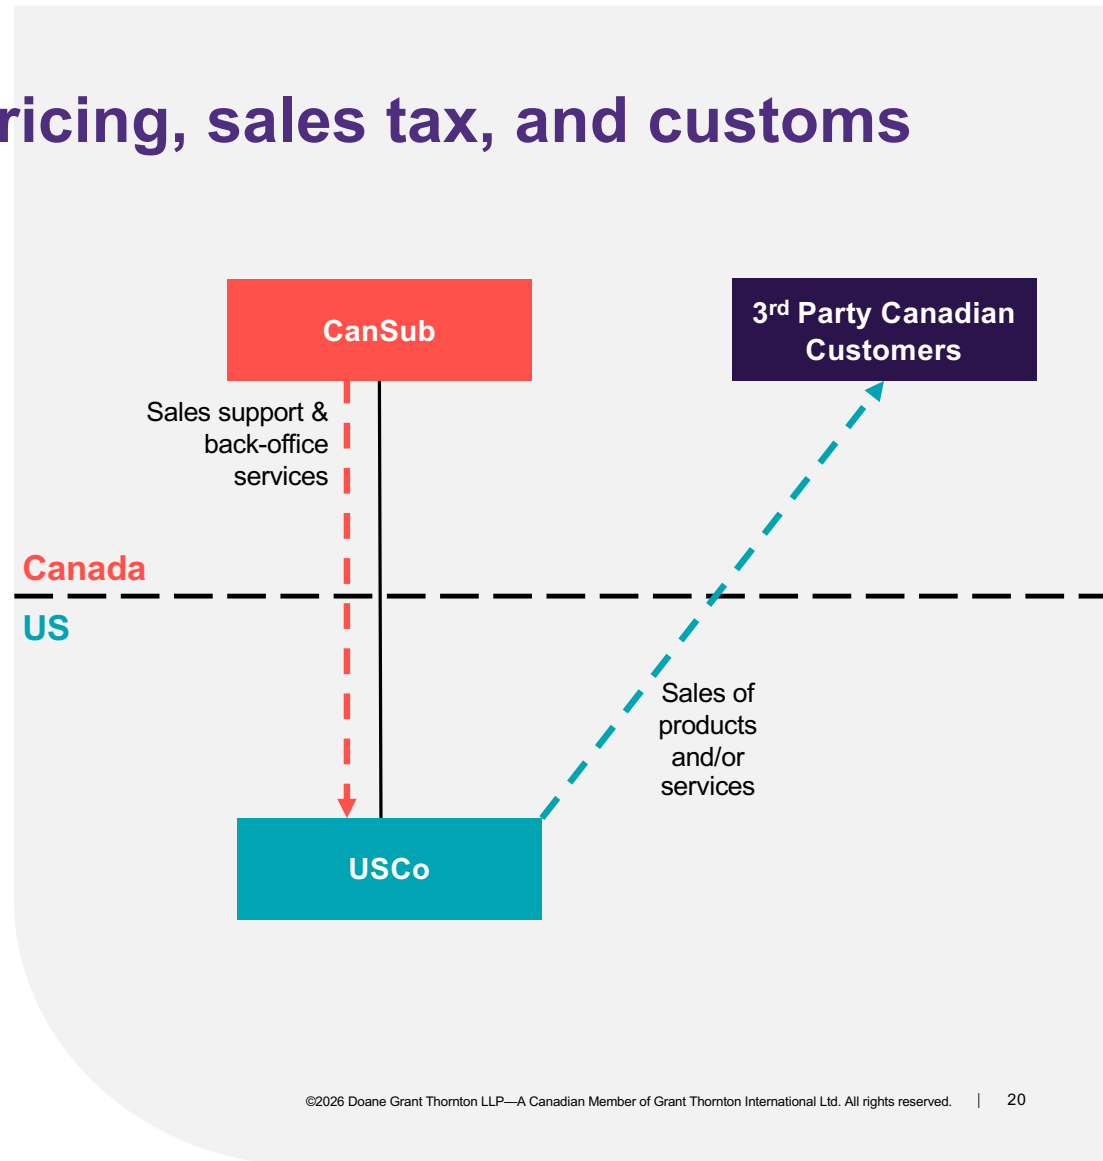 ricing, sales tax, and customs
CanSub
3rd Party Canadian
Customers
Sales support &
back-office
services
Canada
US
Sales of
products
and/or
services
USCo
©2026 Doane Grant Thornton LLP—A Canadian Member of Grant Thornton International Ltd. All rights reserved. | 20